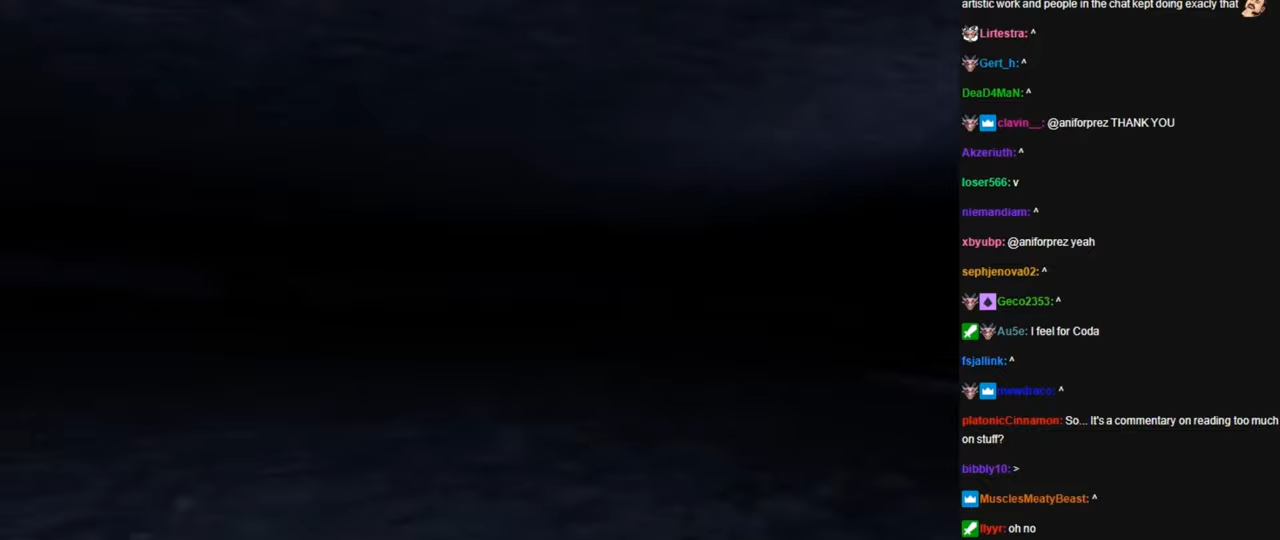 artistic work and people in the chat kept doing exacly that
Lirtestra: ^
Gert_h: ^
DeaD4MaN: ^
clavin__: @aniforprez THANK YOU
Akzeriuth: ^
loser566: v
niemandiam: ^
xbyubp: @aniforprez yeah
sephjenova02: ^
Geco2353: ^
Au5e: I feel for Coda
fsjallink: ^
mewdraco: ^
platonicCinnamon: So... It's a commentary on reading too much
on stuff?
bibbly10: >
MusclesMeatyBeast: ^
llyyr: oh no